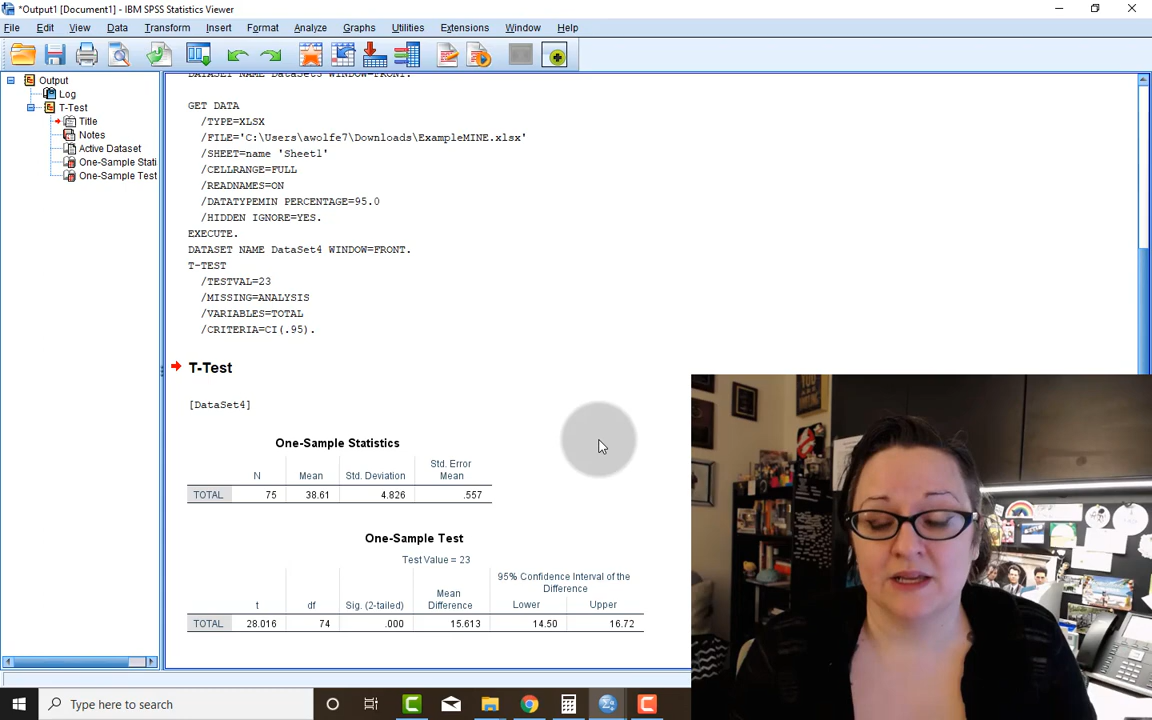 *Output1 [Document1] - IBM SPSS Statistics Viewer
File Edit View Data Transform Insert Format Analyze Graphs Utilities Extensions Window Help
Output
Log
T-Test
Title
Notes
Active Dataset
One-Sample Stati
One-Sample Test
DATASET NAME DataSet3 WINDOW=FRONT.
GET DATA
/TYPE=XLSX
/FILE='C:\Users\awolfe7\Downloads\ExampleMINE.xlsx'
/SHEET=name 'Sheet1'
/CELLRANGE=FULL
/READNAMES=ON
/DATATYPEMIN PERCENTAGE=95.0
/HIDDEN IGNORE=YES.
EXECUTE.
DATASET NAME DataSet4 WINDOW=FRONT.
T-TEST
/TESTVAL=23
/MISSING=ANALYSIS
/VARIABLES=TOTAL
/CRITERIA=CI(.95).
T-Test
[DataSet4]
One-Sample Statistics
N Mean Std. Deviation Std. Error Mean
TOTAL 75 38.61 4.826 .557
One-Sample Test
Test Value = 23
95% Confidence Interval of the Difference
t df Sig. (2-tailed) Mean Difference Lower Upper
TOTAL 28.016 74 .000 15.613 14.50 16.72
Type here to search